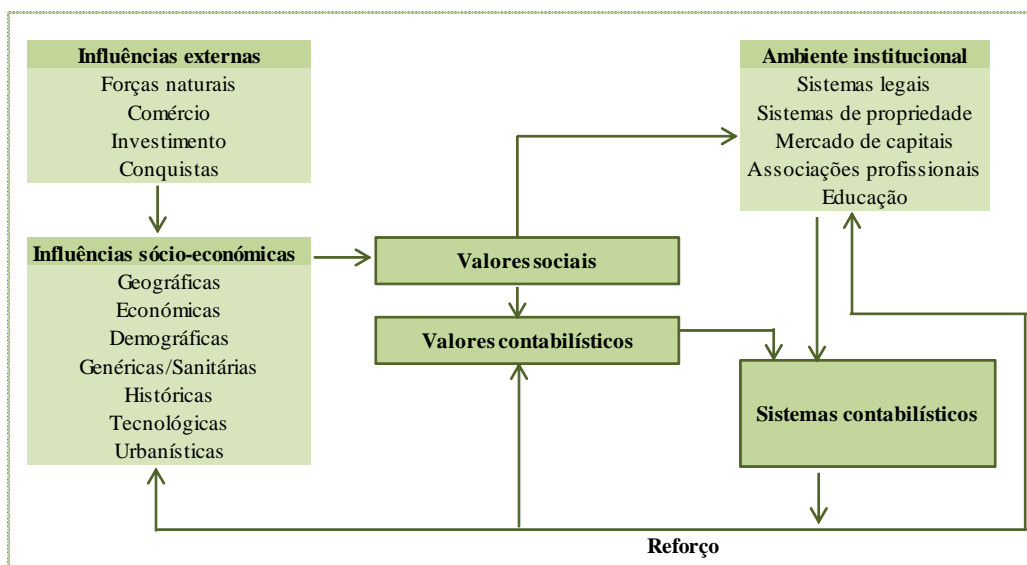 Influências externas
Forças naturais
Comércio
Investimento
Conquistas
Ambiente institucional
Sistemas legais
Sistemas de propriedade
Mercado de capitais
Associações profissionais
Educação
Influências sócio-económicas
Geográficas
Económicas
Demográficas
Genéricas/Sanitárias
Históricas
Tecnológicas
Urbanísticas
Valores sociais
Valores contabilísticos
Sistemas contabilísticos
Reforço